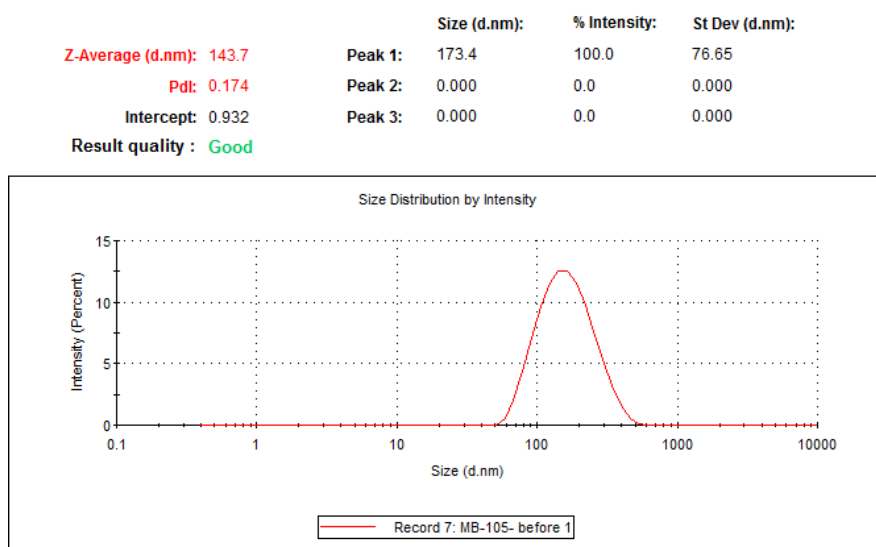 Size (d.nm): % Intensity: St Dev (d.nm):
Z-Average (d.nm): 143.7 Peak 1: 173.4 100.0 76.65
PdI: 0.174 Peak 2: 0.000 0.0 0.000
Intercept: 0.932 Peak 3: 0.000 0.0 0.000
Result quality : Good
Size Distribution by Intensity
15
10
5
0
Intensity (Percent)
0.1 1 10 100 1000 10000
Size (d.nm)
Record 7: MB-105- before 1